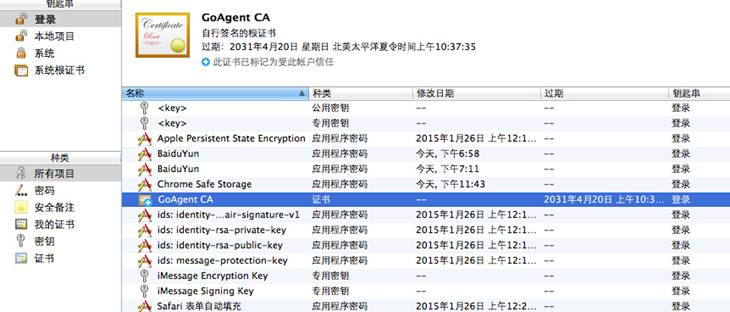 钥匙串
登录
本地项目
系统
系统根证书
GoAgent CA
自行签名的根证书
过期：2031年4月20日 星期日 北美太平洋夏令时间上午10:37:35
此证书已标记为受此帐户信任
名称 种类 修改日期 过期 钥匙串
<key> 公用密钥 -- -- 登录
<key> 专用密钥 -- -- 登录
Apple Persistent State Encryption 应用程序密码 2015年1月26日 上午12:1... -- 登录
BaiduYun 应用程序密码 今天, 下午6:58 -- 登录
BaiduYun 应用程序密码 今天, 下午7:11 -- 登录
Chrome Safe Storage 应用程序密码 今天, 下午11:43 -- 登录
GoAgent CA 证书 -- 2031年4月20日 上午10:3... 登录
ids: identity-...air-signature-v1 应用程序密码 2015年1月26日 上午12:1... -- 登录
ids: identity-rsa-private-key 应用程序密码 2015年1月26日 上午12:1... -- 登录
ids: identity-rsa-public-key 应用程序密码 2015年1月26日 上午12:1... -- 登录
ids: message-protection-key 应用程序密码 2015年1月26日 上午12:1... -- 登录
iMessage Encryption Key 专用密钥 -- -- 登录
iMessage Signing Key 专用密钥 -- -- 登录
Safari 表单自动填充 应用程序密码 2015年1月26日 上午12:2... -- 登录
种类
所有项目
密码
安全备注
我的证书
密钥
证书
Certificate
Root